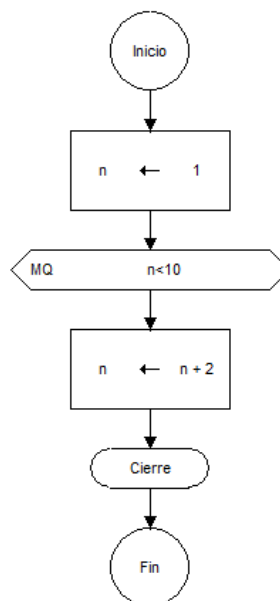 Inicio
n ← 1
MQ n<10
n ← n + 2
Cierre
Fin